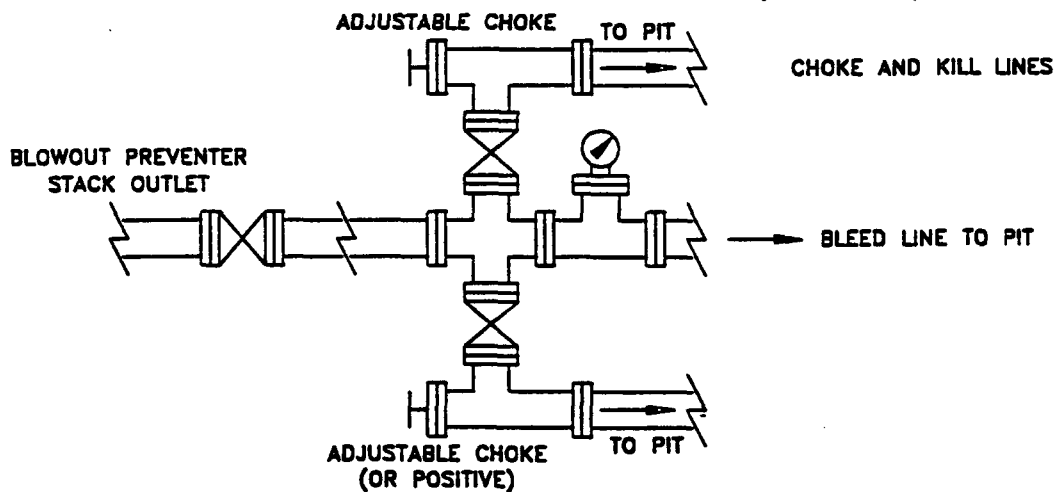 ADJUSTABLE CHOKE
TO PIT
CHOKE AND KILL LINES
BLOWOUT PREVENTER
STACK OUTLET
BLEED LINE TO PIT
ADJUSTABLE CHOKE
(OR POSITIVE)
TO PIT